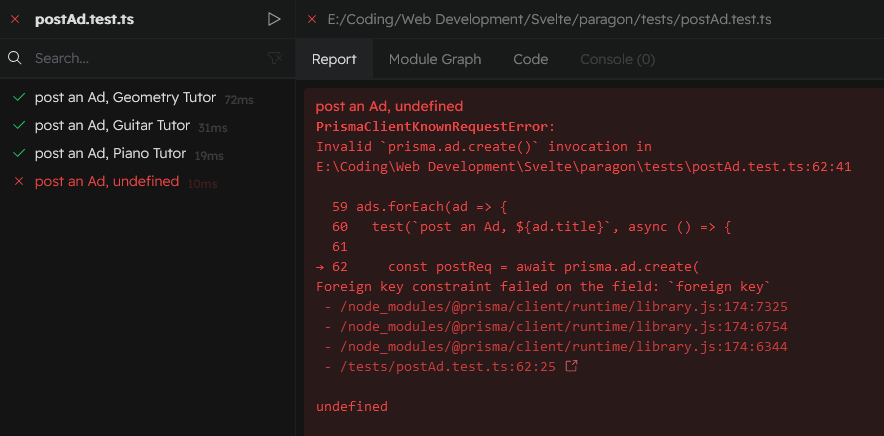 postAd.test.ts
Search...
post an Ad, Geometry Tutor 72ms
post an Ad, Guitar Tutor 31ms
post an Ad, Piano Tutor 19ms
post an Ad, undefined 10ms
E:/Coding/Web Development/Svelte/paragon/tests/postAd.test.ts
Report Module Graph Code Console (0)
post an Ad, undefined
PrismaClientKnownRequestError:
Invalid `prisma.ad.create()` invocation in
E:\Coding\Web Development\Svelte\paragon\tests\postAd.test.ts:62:41
59 ads.forEach(ad => {
60   test(`post an Ad, ${ad.title}`, async () => {
61
→ 62     const postReq = await prisma.ad.create(
Foreign key constraint failed on the field: `foreign key`
- /node_modules/@prisma/client/runtime/library.js:174:7325
- /node_modules/@prisma/client/runtime/library.js:174:6754
- /node_modules/@prisma/client/runtime/library.js:174:6344
- /tests/postAd.test.ts:62:25
undefined